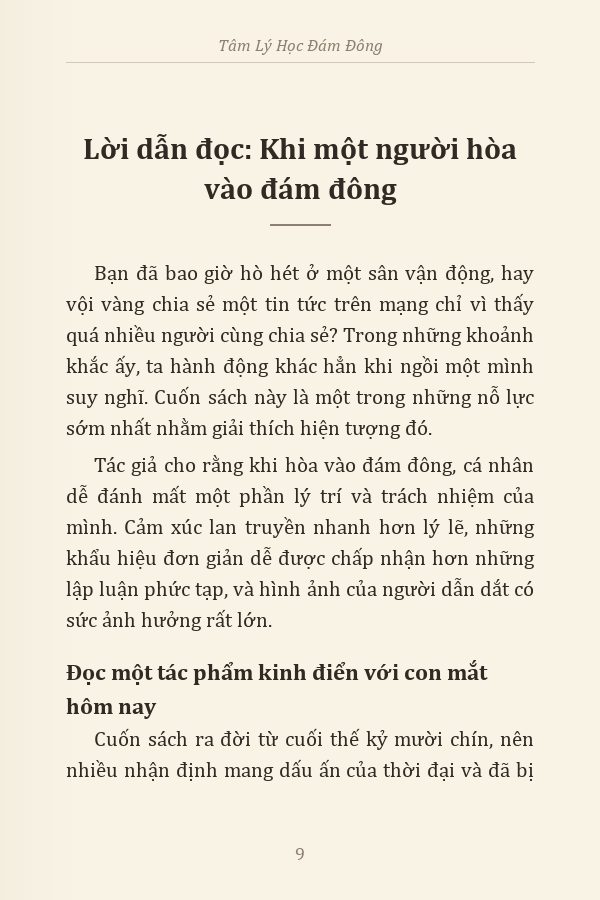 Tâm Lý Học Đám Đông
Lời dẫn đọc: Khi một người hòa
vào đám đông
Bạn đã bao giờ hò hét ở một sân vận động, hay
vội vàng chia sẻ một tin tức trên mạng chỉ vì thấy
quá nhiều người cùng chia sẻ? Trong những khoảnh
khắc ấy, ta hành động khác hẳn khi ngồi một mình
suy nghĩ. Cuốn sách này là một trong những nỗ lực
sớm nhất nhằm giải thích hiện tượng đó.
Tác giả cho rằng khi hòa vào đám đông, cá nhân
dễ đánh mất một phần lý trí và trách nhiệm của
mình. Cảm xúc lan truyền nhanh hơn lý lẽ, những
khẩu hiệu đơn giản dễ được chấp nhận hơn những
lập luận phức tạp, và hình ảnh của người dẫn dắt có
sức ảnh hưởng rất lớn.
Đọc một tác phẩm kinh điển với con mắt
hôm nay
Cuốn sách ra đời từ cuối thế kỷ mười chín, nên
nhiều nhận định mang dấu ấn của thời đại và đã bị
9